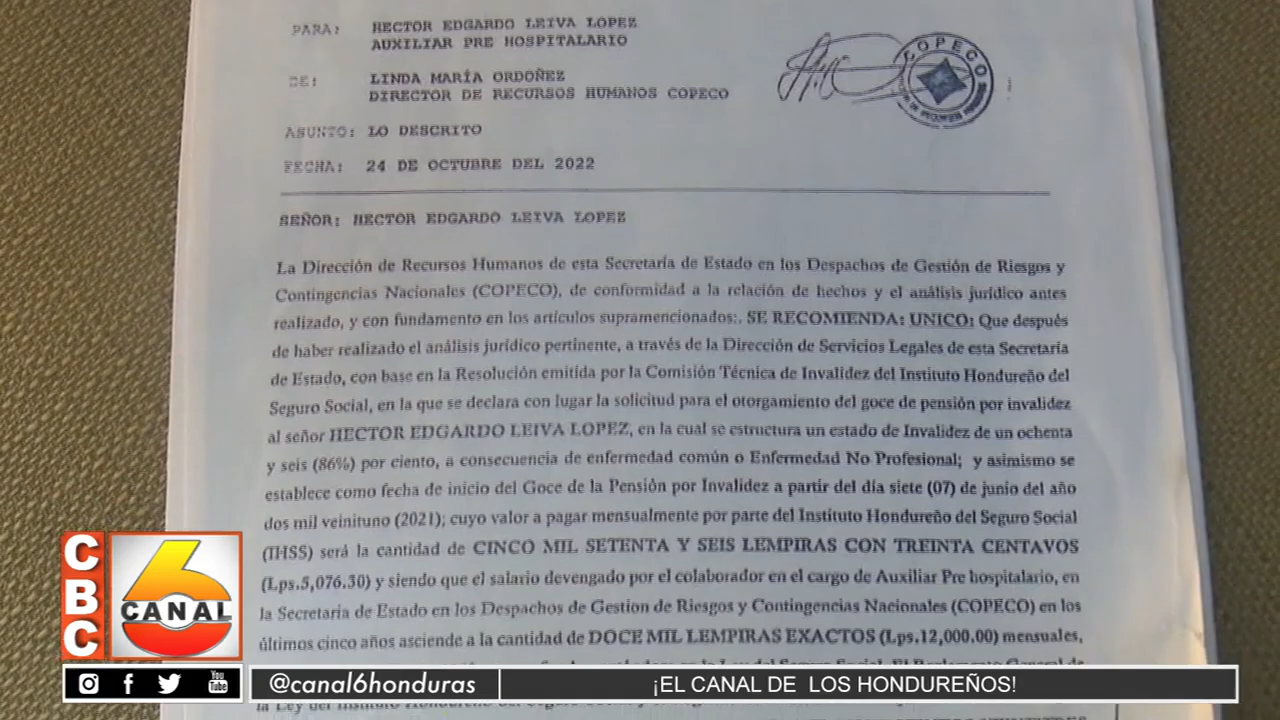 PARA: HECTOR EDGARDO LEIVA LOPEZ
AUXILIAR PRE HOSPITALARIO
DE: LINDA MARÍA ORDOÑEZ
DIRECTOR DE RECURSOS HUMANOS COPECO
COPECO
ASUNTO: LO DESCRITO
FECHA: 24 DE OCTUBRE DEL 2022
SEÑOR: HECTOR EDGARDO LEIVA LOPEZ
La Dirección de Recursos Humanos de esta Secretaría de Estado en los Despachos de Gestión de Riesgos y
Contingencias Nacionales (COPECO), de conformidad a la relación de hechos y el análisis jurídico antes
realizado, y con fundamento en los artículos supramencionados:. SE RECOMIENDA: UNICO: Que después
de haber realizado el análisis jurídico pertinente, a través de la Dirección de Servicios Legales de esta Secretaría
de Estado, con base en la Resolución emitida por la Comisión Técnica de Invalidez del Instituto Hondureño del
Seguro Social, en la que se declara con lugar la solicitud para el otorgamiento del goce de pensión por invalidez
al señor HECTOR EDGARDO LEIVA LOPEZ, en la cual se estructura un estado de Invalidez de un ochenta
y seis (86%) por ciento, a consecuencia de enfermedad común o Enfermedad No Profesional; y asimismo se
establece como fecha de inicio del Goce de la Pensión por Invalidez a partir del día siete (07) de junio del año
dos mil veinituno (2021); cuyo valor a pagar mensualmente por parte del Instituto Hondureño del Seguro Social
(IHSS) será la cantidad de CINCO MIL SETENTA Y SEIS LEMPIRAS CON TREINTA CENTAVOS
(Lps.5,076.30) y siendo que el salario devengado por el colaborador en el cargo de Auxiliar Pre hospitalario, en
la Secretaria de Estado en los Despachos de Gestion de Riesgos y Contingencias Nacionales (COPECO) en los
últimos cinco años asciende a la cantidad de DOCE MIL LEMPIRAS EXACTOS (Lps.12,000.00) mensuales,
la Ley del
CBC
6
CANAL
You Tube
@canal6honduras
¡EL CANAL DE LOS HONDUREÑOS!